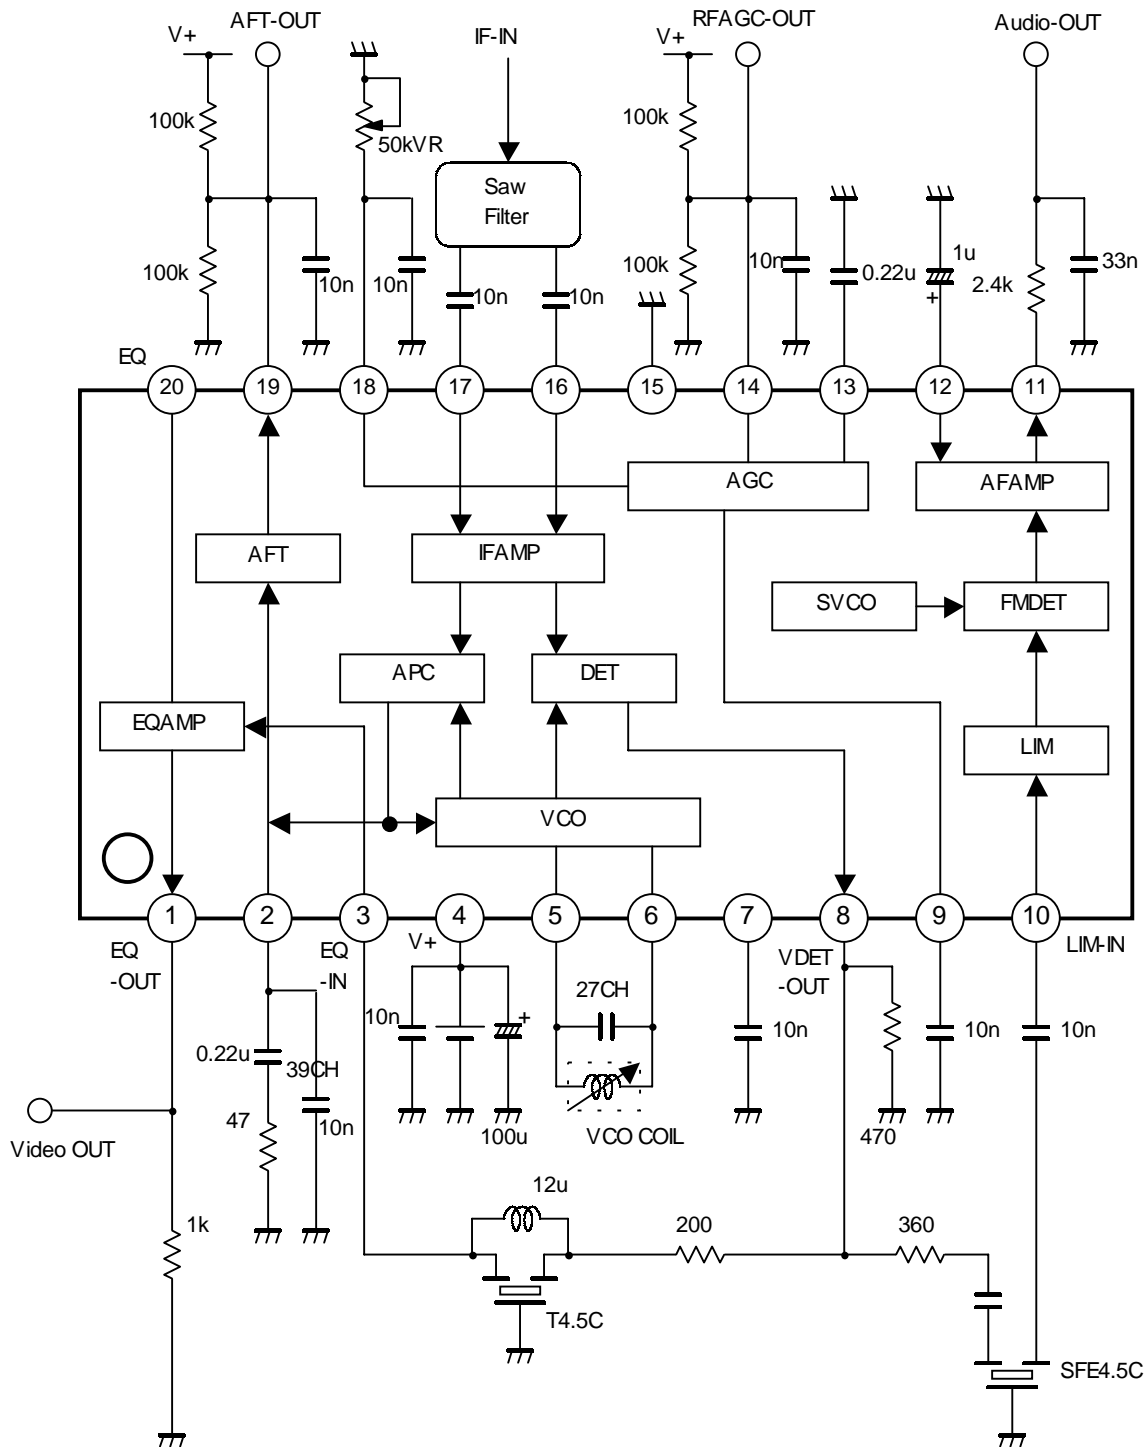 AFT-OUT
V+
IF-IN
RFAGC-OUT
V+
Audio-OUT
100k
50kVR
100k
Saw
Filter
1u
100k
10n
10n
10n
10n
100k
10n
0.22u
2.4k
+
33n
EQ
20
19
18
17
16
15
14
13
12
11
AGC
AFAMP
AFT
IFAMP
SVCO
FMDET
APC
DET
EQAMP
LIM
VCO
1
2
3
4
5
6
7
8
9
10
EQ
-OUT
EQ
-IN
V+
VDET
-OUT
LIM-IN
27CH
10n
+
10n
10n
10n
0.22u
39CH
47
10n
100u
VCO COIL
470
Video OUT
12u
1k
200
360
T4.5C
SFE4.5C